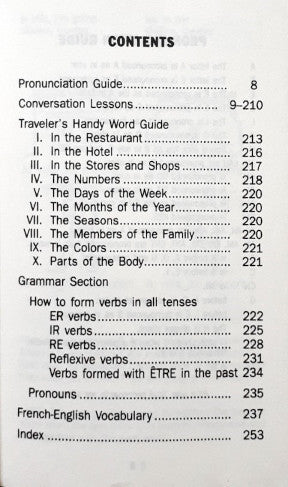 CONTENTS
Pronunciation Guide........................ 8
Conversation Lessons.................... 9–210
Traveler's Handy Word Guide
I. In the Restaurant..................... 213
II. In the Hotel............................ 216
III. In the Stores and Shops........... 217
IV. The Numbers.......................... 218
V. The Days of the Week............. 220
VI. The Months of the Year.......... 220
VII. The Seasons........................... 220
VIII. The Members of the Family..... 220
IX. The Colors.............................. 221
X. Parts of the Body.................... 221
Grammar Section
How to form verbs in all tenses
ER verbs............................... 222
IR verbs................................ 225
RE verbs............................... 228
Reflexive verbs...................... 231
Verbs formed with ÊTRE in the past 234
Pronouns................................... 235
French-English Vocabulary............... 237
Index............................................. 253